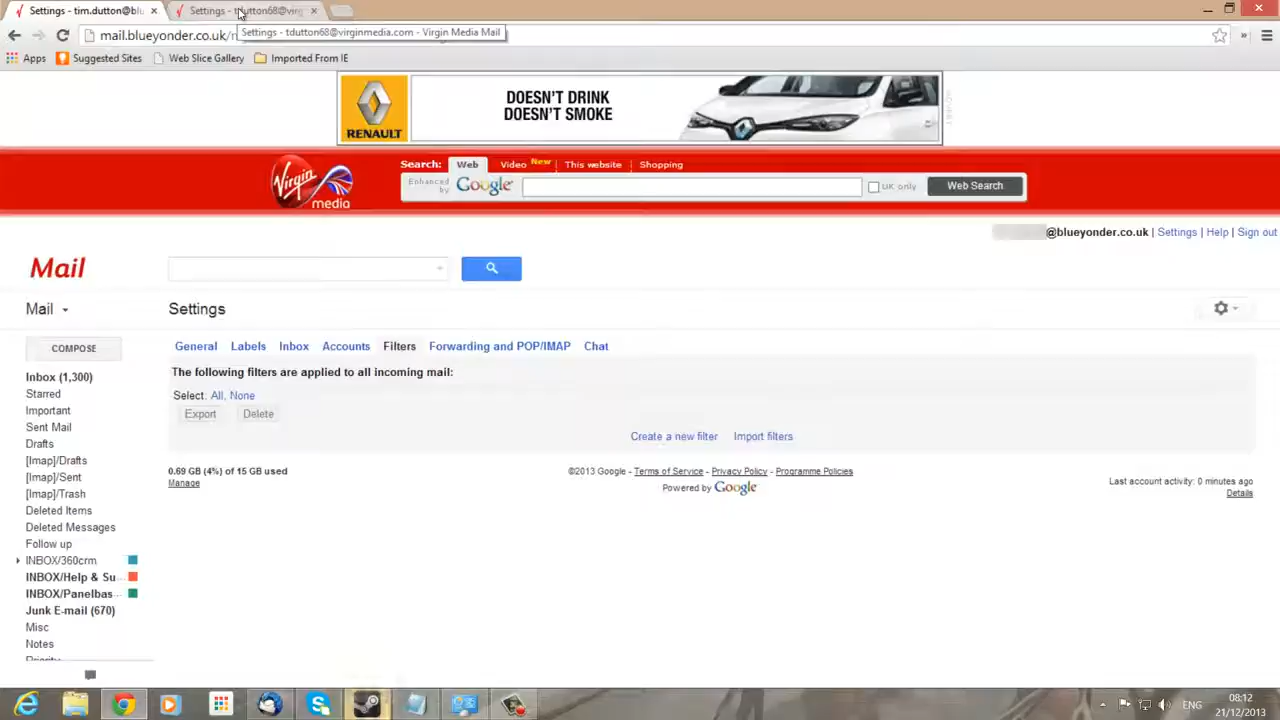 Settings - tim.dutton@blu
Settings - tdutton68@virg
mail.blueyonder.co.uk/
Settings - tdutton68@virginmedia.com - Virgin Media Mail
Apps
Suggested Sites
Web Slice Gallery
Imported From IE
RENAULT
DOESN'T DRINK
DOESN'T SMOKE
Search:
Web
Video
New
This website
Shopping
Virgin
media
Enhanced
by
Google
UK only
Web Search
@blueyonder.co.uk | Settings | Help | Sign out
Mail
Mail
Settings
COMPOSE
General
Labels
Inbox
Accounts
Filters
Forwarding and POP/IMAP
Chat
The following filters are applied to all incoming mail:
Select: All, None
Export
Delete
Create a new filter
Import filters
0.69 GB (4%) of 15 GB used
Manage
©2013 Google - Terms of Service - Privacy Policy - Programme Policies
Powered by Google
Last account activity: 0 minutes ago
Details
Inbox (1,300)
Starred
Important
Sent Mail
Drafts
[Imap]/Drafts
[Imap]/Sent
[Imap]/Trash
Deleted Items
Deleted Messages
Follow up
INBOX/360crm
INBOX/Help & Su...
INBOX/Panelbas...
Junk E-mail (670)
Misc
Notes
Priority
ENG
08:12
21/12/2013